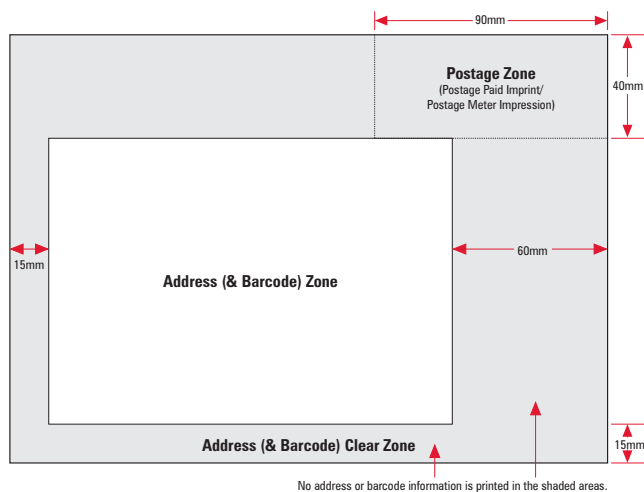 90mm
Postage Zone
(Postage Paid Imprint/
Postage Meter Impression)
40mm
15mm
60mm
Address (& Barcode) Zone
Address (& Barcode) Clear Zone
15mm
No address or barcode information is printed in the shaded areas.